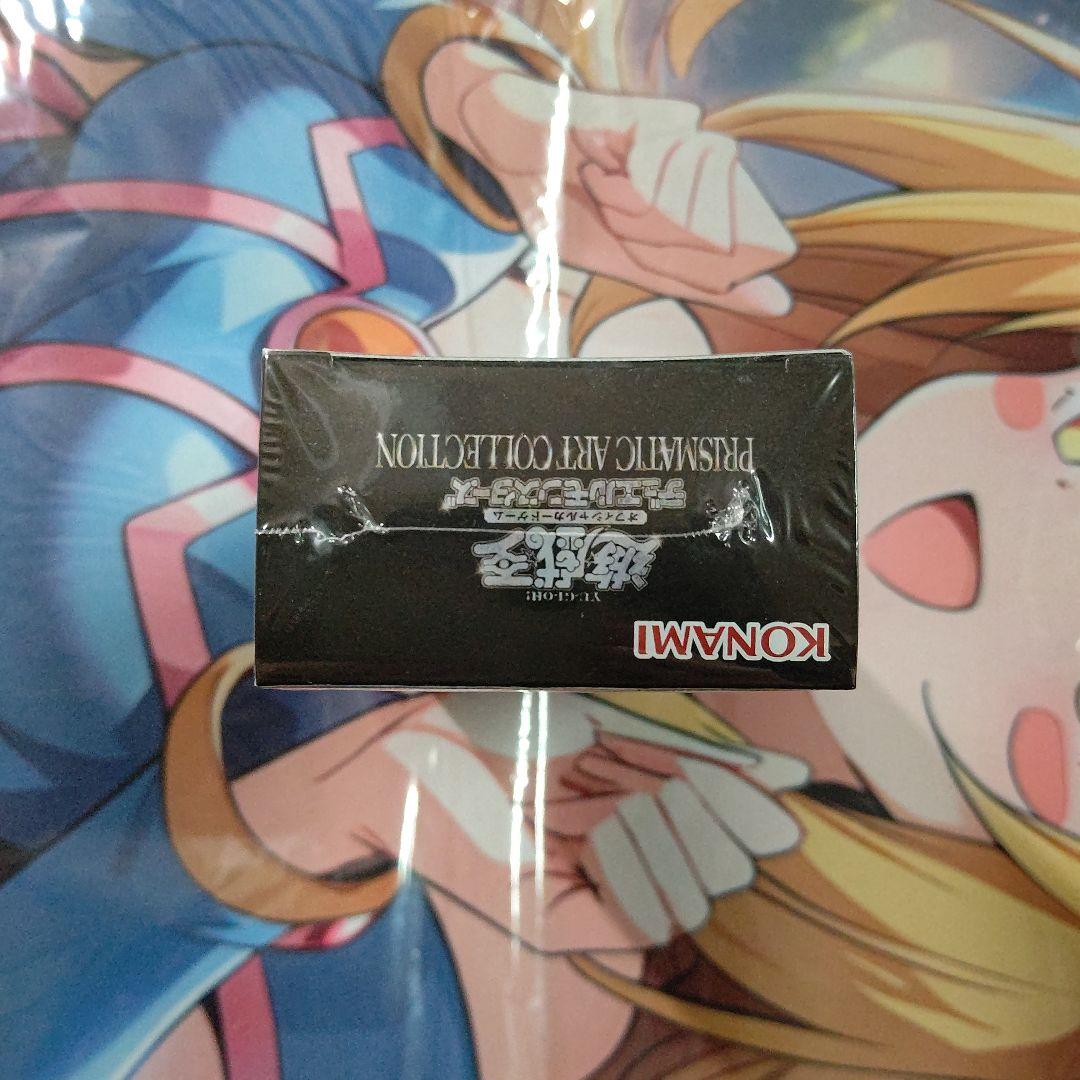 KONAMI
YU-GI-OH!
遊戯王
オフィシャルカードゲーム
デュエルモンスターズ
PRISMATIC ART COLLECTION